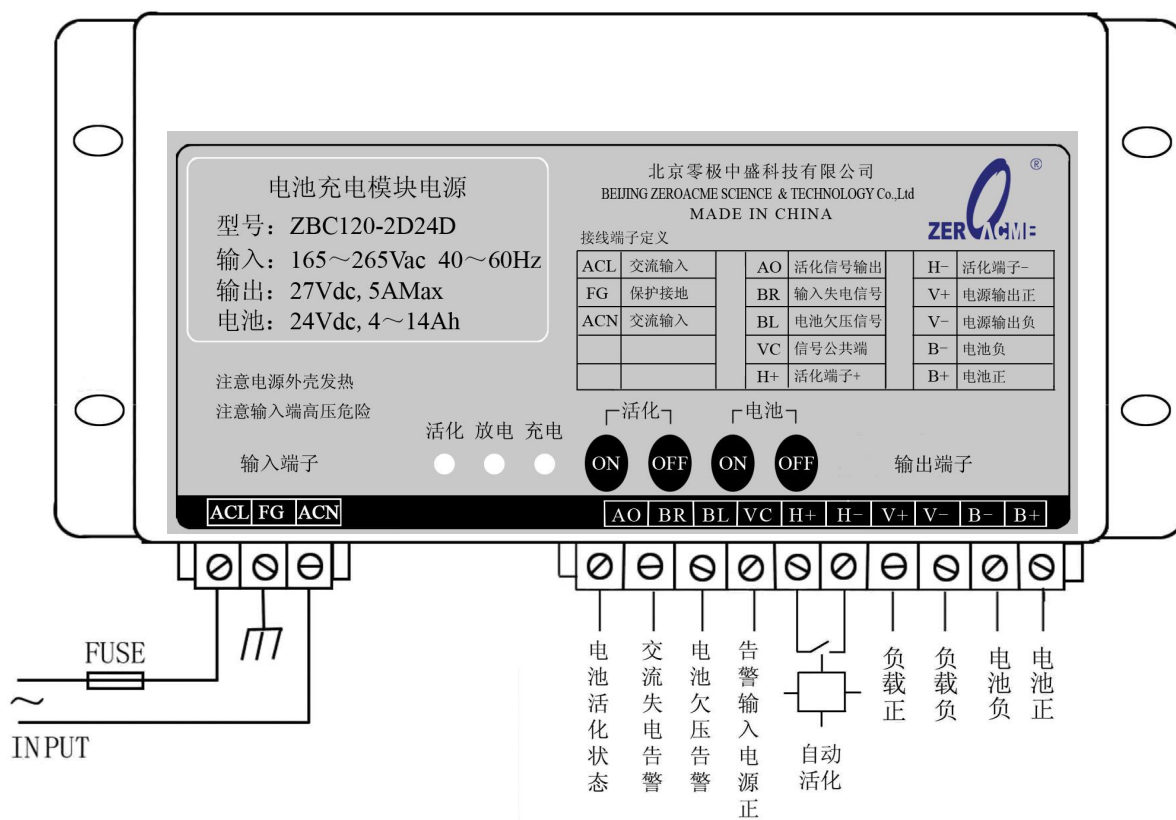 电池充电模块电源
型号：ZBC120-2D24D
输入：165～265Vac 40～60Hz
输出：27Vdc, 5AMax
电池：24Vdc, 4～14Ah
注意电源外壳发热
注意输入端高压危险
北京零极中盛科技有限公司
BEIJING ZEROACME SCIENCE & TECHNOLOGY Co.,Ltd
MADE IN CHINA
®
ZEROACME
接线端子定义
ACL 交流输入 AO 活化信号输出 H- 活化端子-
FG 保护接地 BR 输入失电信号 V+ 电源输出正
ACN 交流输入 BL 电池欠压信号 V- 电源输出负
VC 信号公共端 B- 电池负
H+ 活化端子+ B+ 电池正
活化 电池
活化 放电 充电
ON OFF ON OFF
输入端子
输出端子
ACL FG ACN
AO BR BL VC H+ H- V+ V- B- B+
FUSE
～
INPUT
电池活化状态
交流失电告警
电池欠压告警
告警输入电源正
自动
活化
负载正
负载负
电池负
电池正